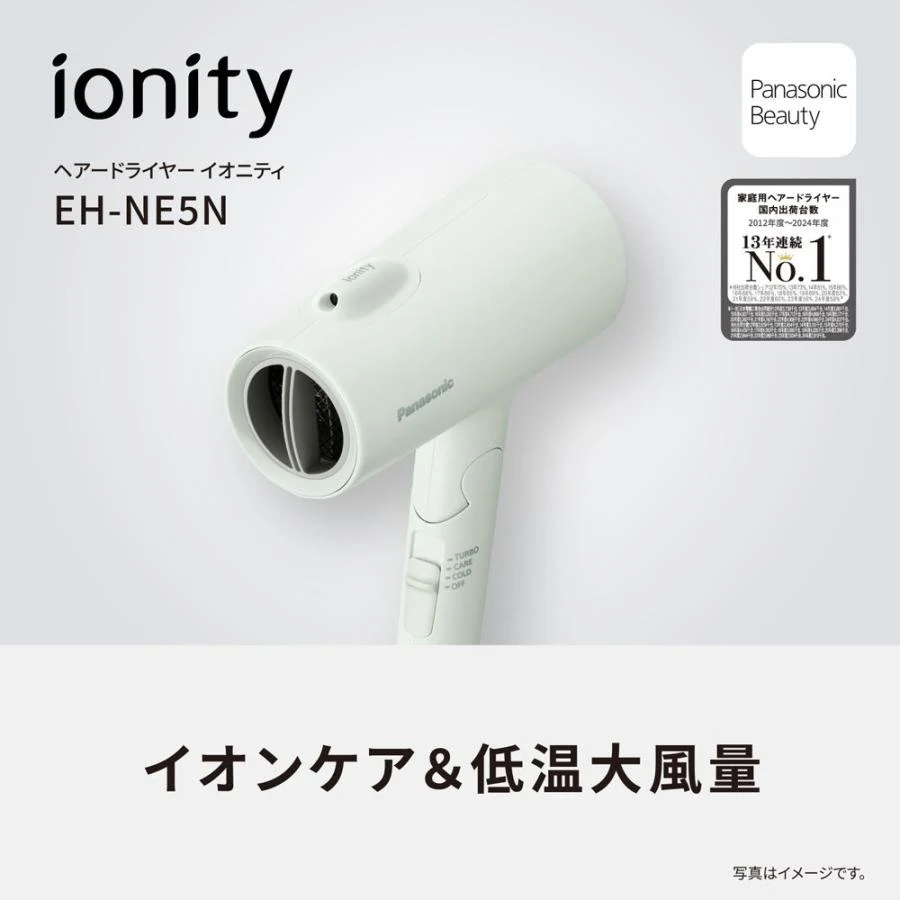 ionity
ヘアードライヤー イオニティ
EH-NE5N
Panasonic
Beauty
家庭用ヘアードライヤー
国内出荷台数
2012年度～2024年度
13年連続*
No.1
ionity
Panasonic
TURBO
CARE
COLD
OFF
イオンケア&低温大風量
写真はイメージです。